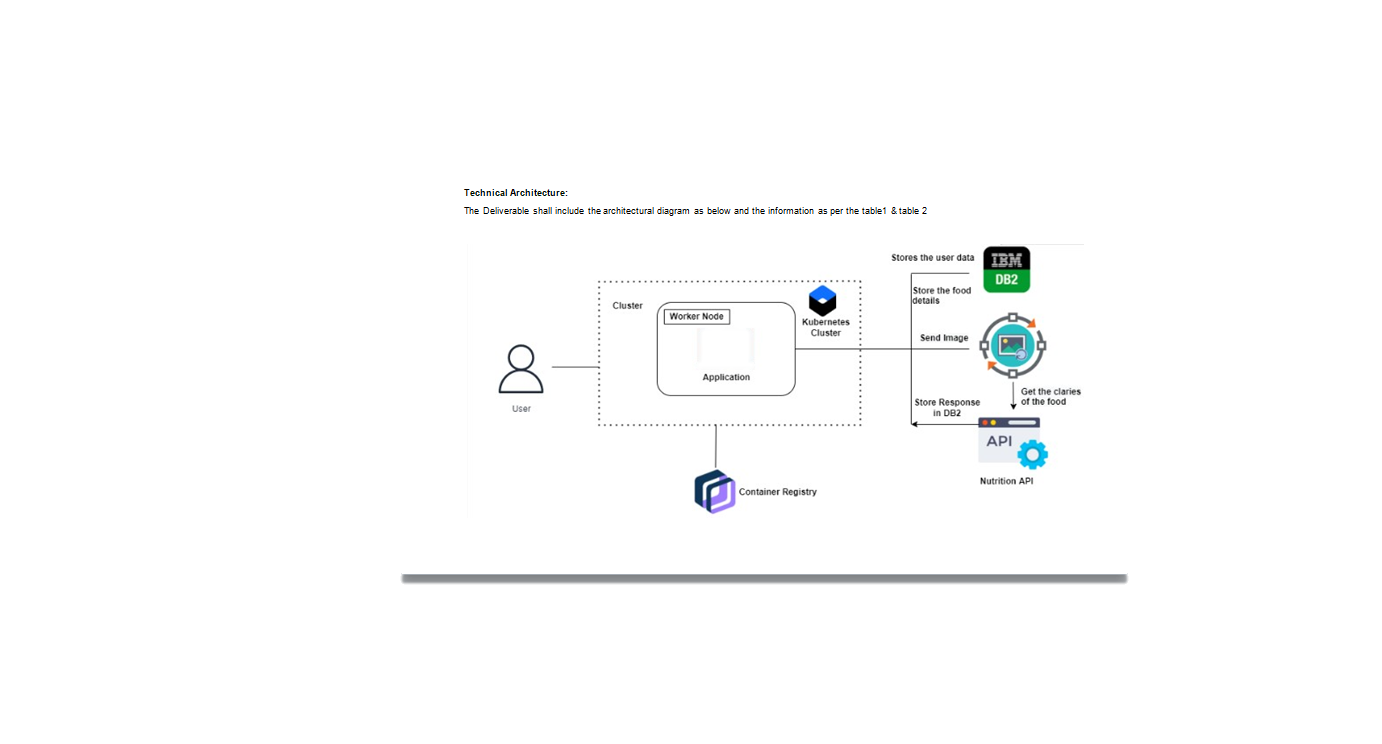 Technical Architecture:
The Deliverable shall include the architectural diagram as below and the information as per the table1 & table 2
Stores the user data
IBM
DB2
Store the food
details
Cluster
Worker Node
Kubernetes
Cluster
Send Image
Application
User
Get the claries
of the food
Store Response
in DB2
API
Nutrition API
Container Registry